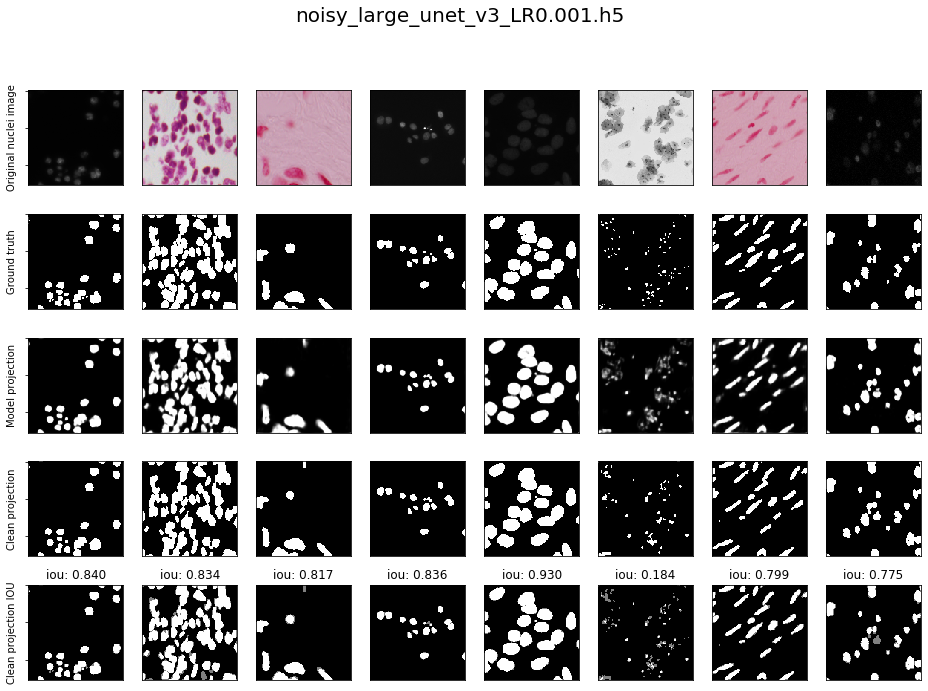 noisy_large_unet_v3_LR0.001.h5
Original nuclei image
Ground truth
Model projection
Clean projection
iou: 0.840 iou: 0.834 iou: 0.817 iou: 0.836 iou: 0.930 iou: 0.184 iou: 0.799 iou: 0.775
Clean projection IOU